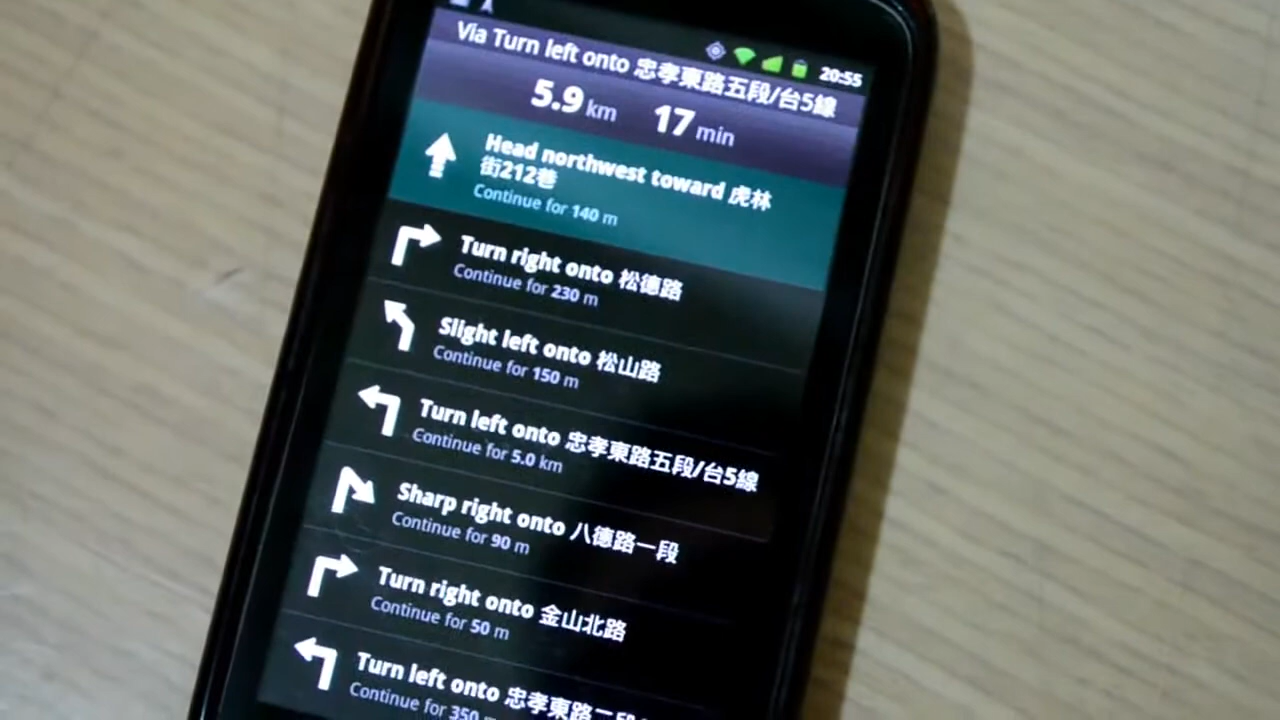 20:55
Via Turn left onto 忠孝東路五段/台5線
5.9 km 17 min
Head northwest toward 虎林
街212巷
Continue for 140 m
Turn right onto 松德路
Continue for 230 m
Slight left onto 松山路
Continue for 150 m
Turn left onto 忠孝東路五段/台5線
Continue for 5.0 km
Sharp right onto 八德路一段
Continue for 90 m
Turn right onto 金山北路
Continue for 50 m
Turn left onto 忠孝東路二段/
Continue for 350 m